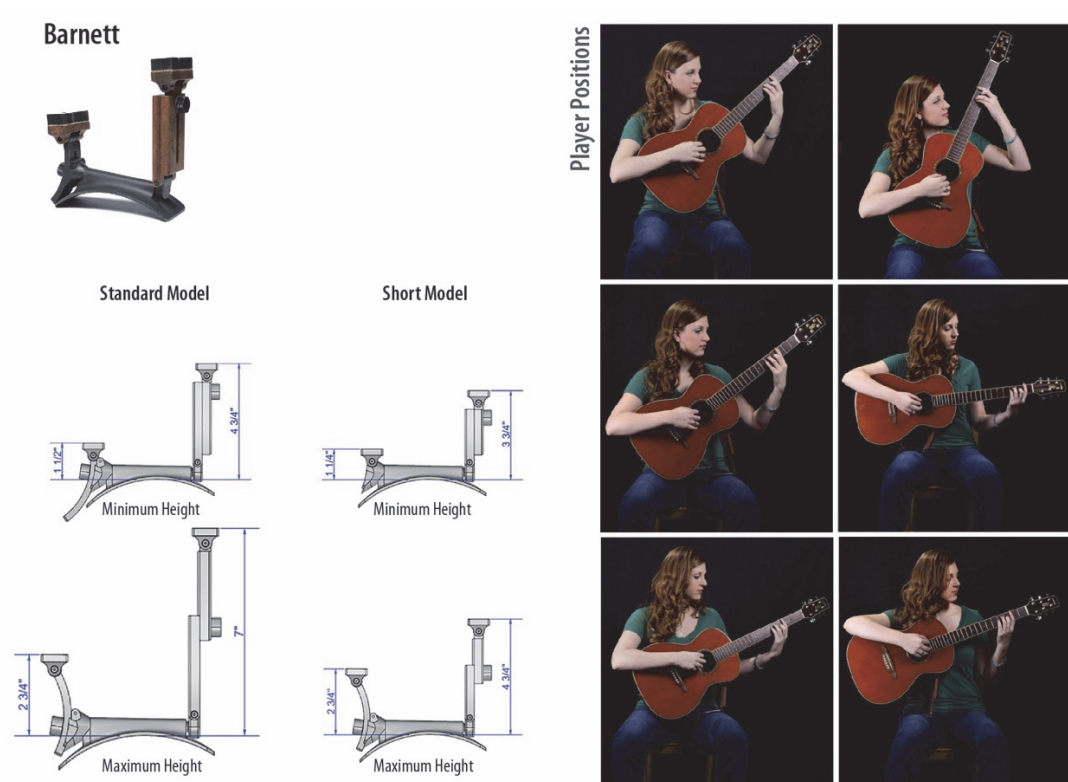 Barnett
Player Positions
Standard Model
Short Model
1 1/2"
4 3/4"
Minimum Height
1 1/4"
3 3/4"
Minimum Height
2 3/4"
7"
Maximum Height
2 3/4"
4 3/4"
Maximum Height